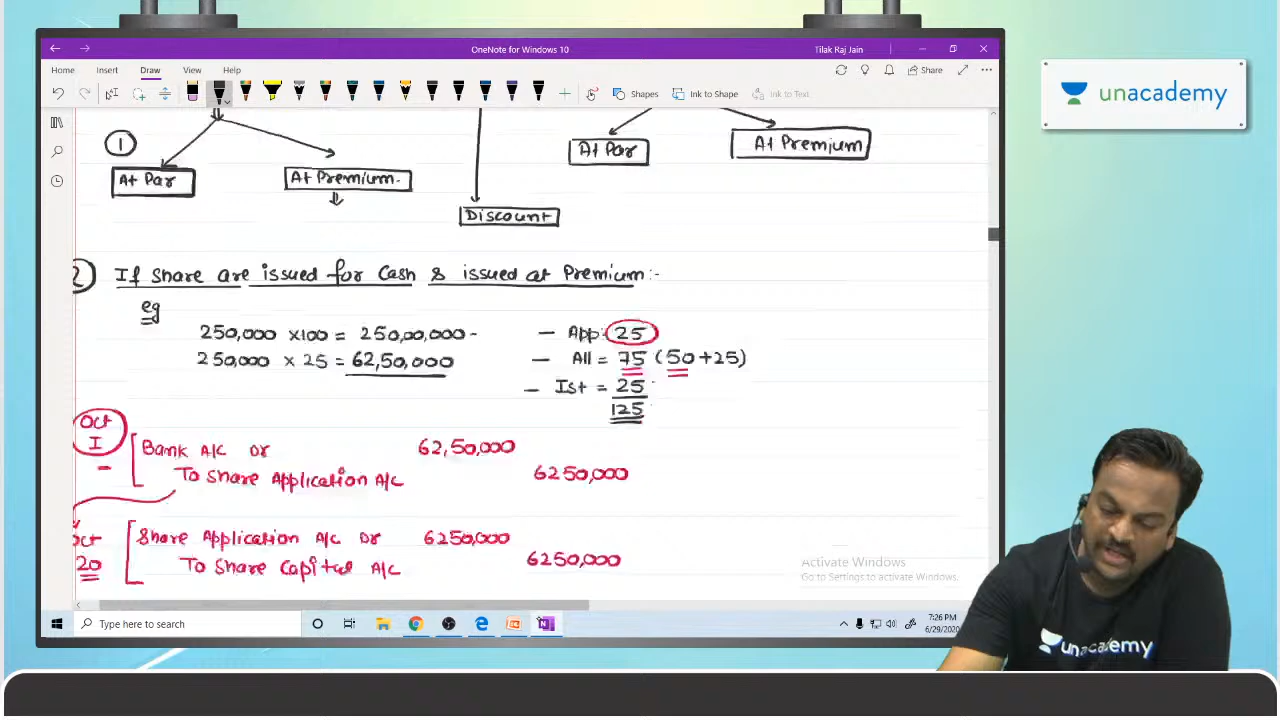 OneNote for Windows 10
Tilak Raj Jain
Home Insert Draw View Help
Share
Shapes Ink to Shape Ink to Text
unacademy
1
At Par
At Premium
At Par
At Premium
Discount
2 If Share are issued for Cash & issued at Premium:-
eg
250,000 x100 = 250,00,000 -
250,000 x 25 = 62,50,000
- App: 25
- All = 75 (50+25)
- Ist = 25
125
Oct I
Bank A/c Dr 62,50,000
To Share Application A/c 6250,000
20
Share Application A/c Dr 6250,000
To Share Capital A/c 6250,000
Activate Windows
Go to Settings to activate Windows.
Type here to search
7:26 PM
6/29/2020
unacademy